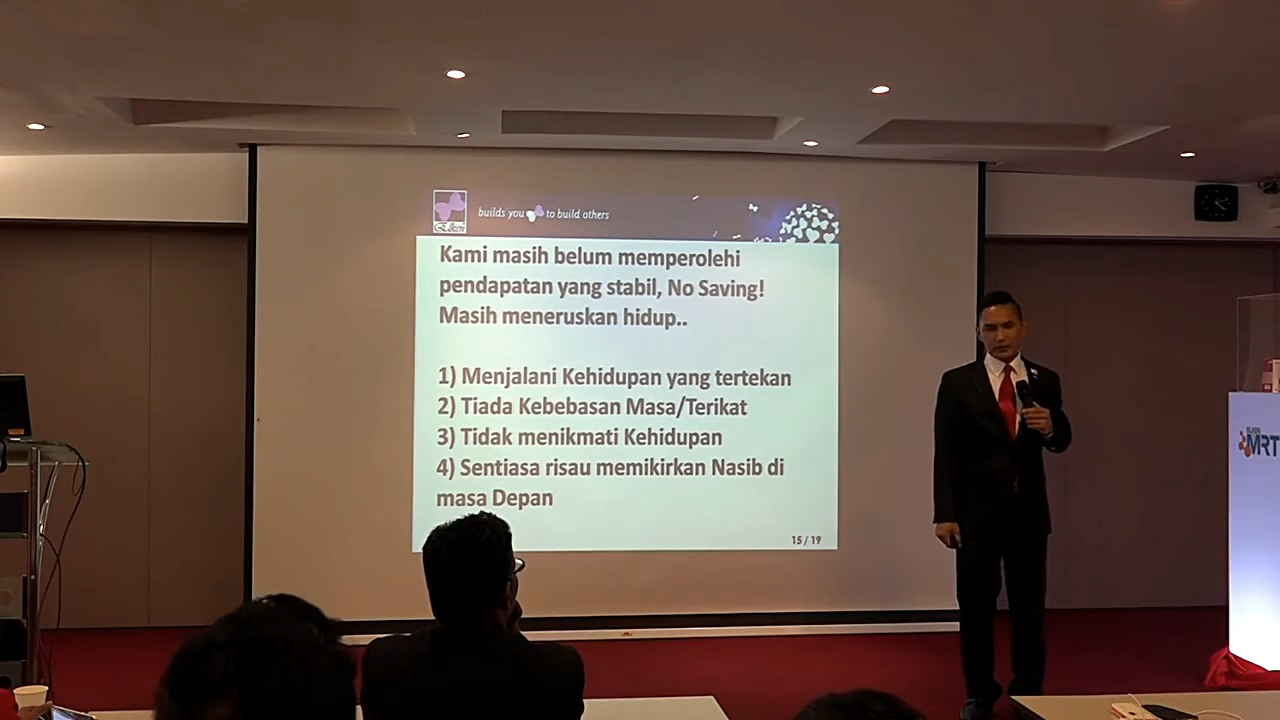 Elken
builds you to build others
Kami masih belum memperolehi
pendapatan yang stabil, No Saving!
Masih meneruskan hidup..
1) Menjalani Kehidupan yang tertekan
2) Tiada Kebebasan Masa/Terikat
3) Tidak menikmati Kehidupan
4) Sentiasa risau memikirkan Nasib di
masa Depan
15 / 19
ELKEN
MRT